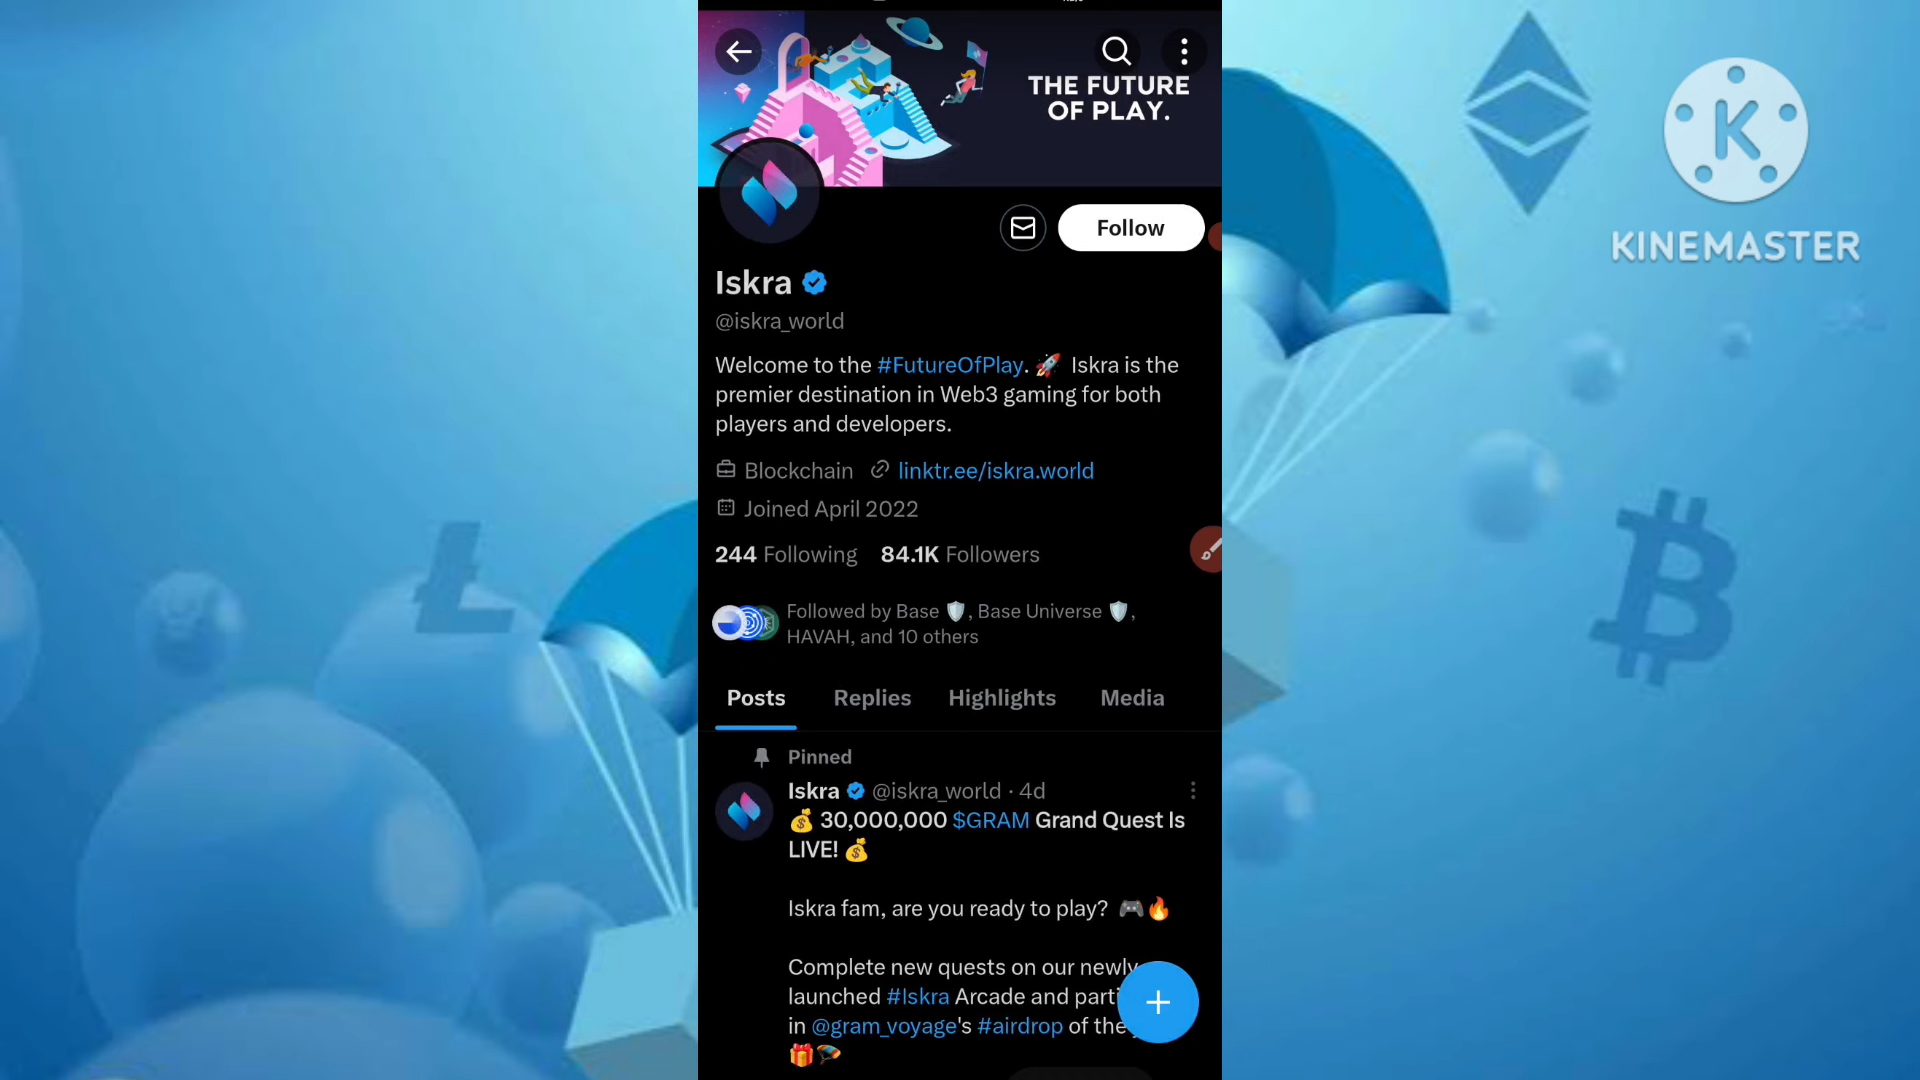 THE FUTURE
OF PLAY.
KINEMASTER
Follow
Iskra
@iskra_world
Welcome to the #FutureOfPlay. 🚀 Iskra is the
premier destination in Web3 gaming for both
players and developers.
Blockchain linktr.ee/iskra.world
Joined April 2022
244 Following 84.1K Followers
Followed by Base 🛡️, Base Universe 🛡️,
HAVAH, and 10 others
Posts Replies Highlights Media
Pinned
Iskra @iskra_world · 4d
💰 30,000,000 $GRAM Grand Quest Is
LIVE! 💰
Iskra fam, are you ready to play? 🎮🔥
Complete new quests on our newly
launched #Iskra Arcade and parti
in @gram_voyage's #airdrop of the
🎁🪂